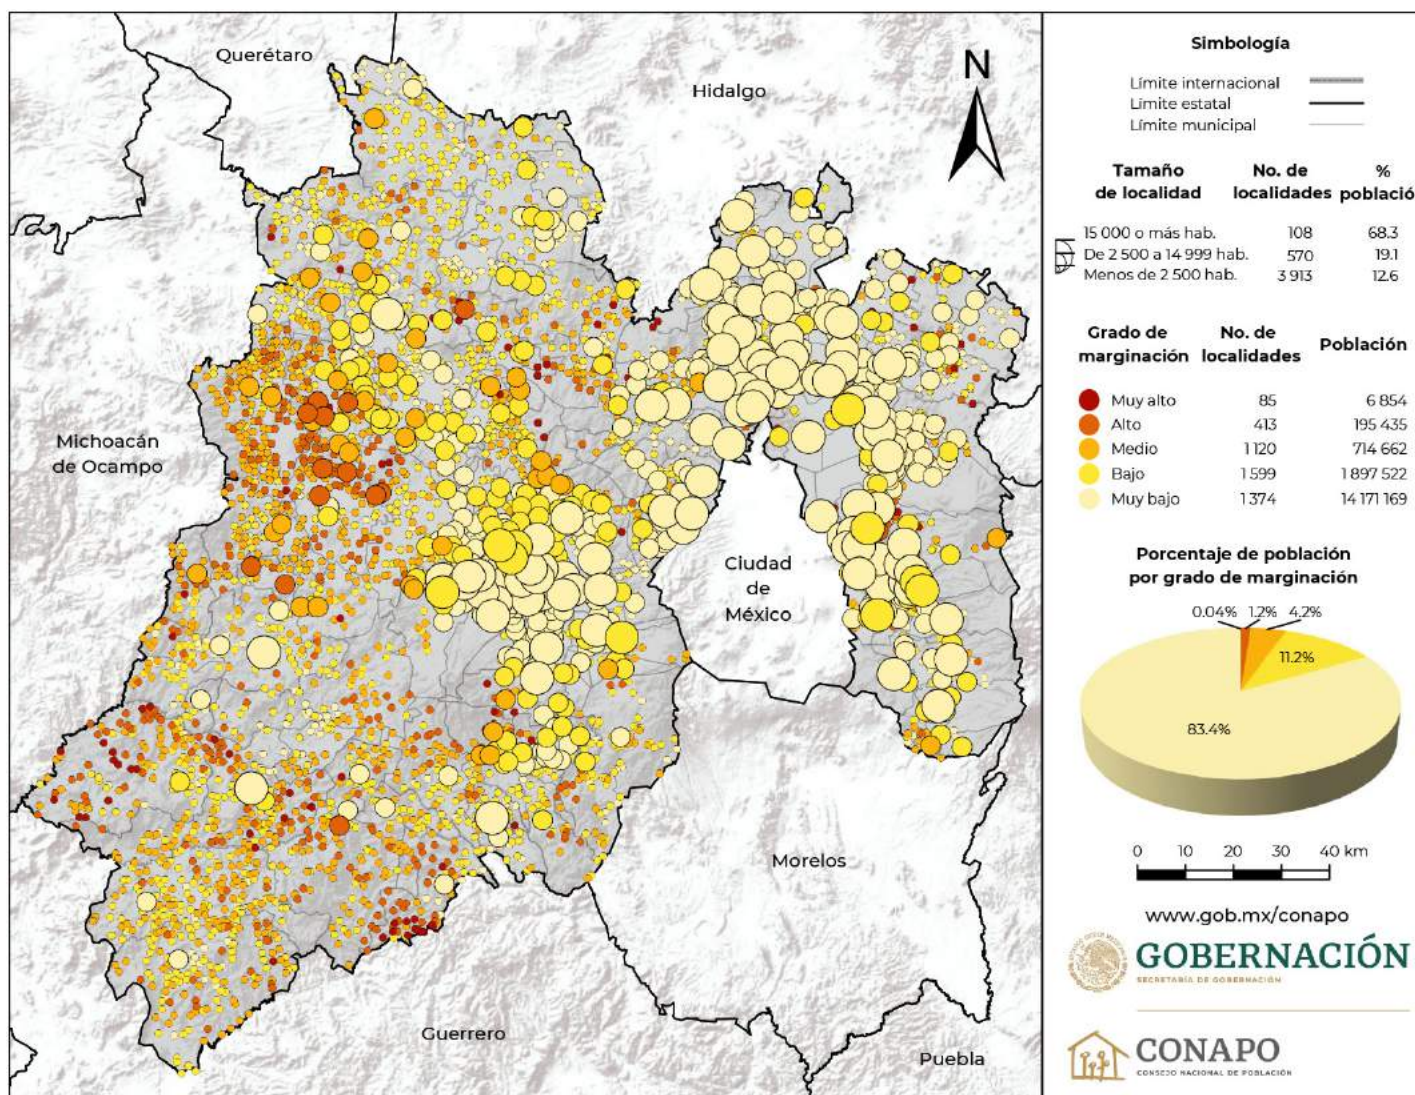 Querétaro
Hidalgo
N
Michoacán
de Ocampo
Ciudad
de
México
Morelos
Guerrero
Puebla
Simbología
Límite internacional
Límite estatal
Límite municipal
Tamaño de localidad No. de localidades % població
15 000 o más hab. 108 68.3
De 2 500 a 14 999 hab. 570 19.1
Menos de 2 500 hab. 3 913 12.6
Grado de marginación No. de localidades Población
Muy alto 85 6 854
Alto 413 195 435
Medio 1 120 714 662
Bajo 1 599 1 897 522
Muy bajo 1 374 14 171 169
Porcentaje de población
por grado de marginación
0.04% 1.2% 4.2%
11.2%
83.4%
0 10 20 30 40 km
www.gob.mx/conapo
GOBERNACIÓN
SECRETARÍA DE GOBERNACIÓN
CONAPO
CONSEJO NACIONAL DE POBLACIÓN